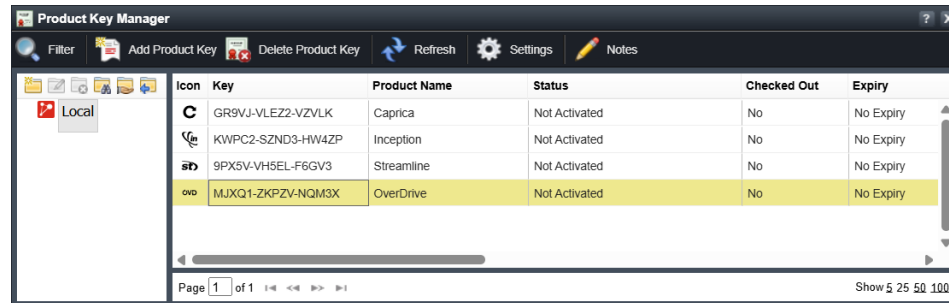 Product Key Manager ? X
Filter Add Product Key Delete Product Key Refresh Settings Notes
Local
Icon Key Product Name Status Checked Out Expiry
C GR9VJ-VLEZ2-VZVLK Caprica Not Activated No No Expiry
in KWPC2-SZND3-HW4ZP Inception Not Activated No No Expiry
st 9PX5V-VH5EL-F6GV3 Streamline Not Activated No No Expiry
OVD MJXQ1-ZKPZV-NQM3X OverDrive Not Activated No No Expiry
Page 1 of 1 Show 5 25 50 100